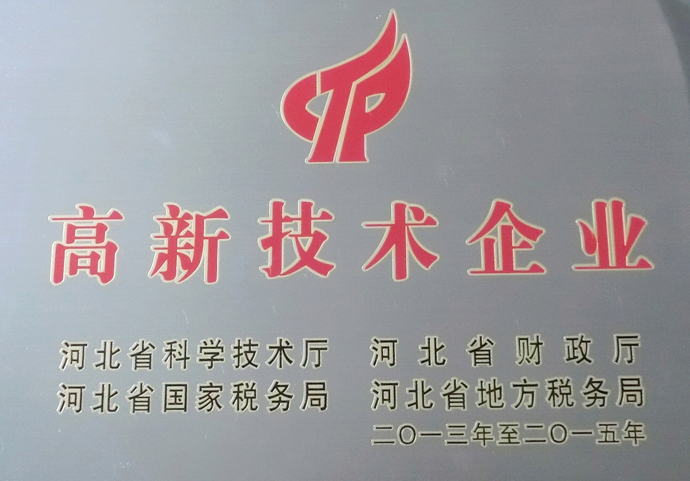 高新技术企业
河北省科学技术厅 河北省财政厅
河北省国家税务局 河北省地方税务局
二〇一三年至二〇一五年